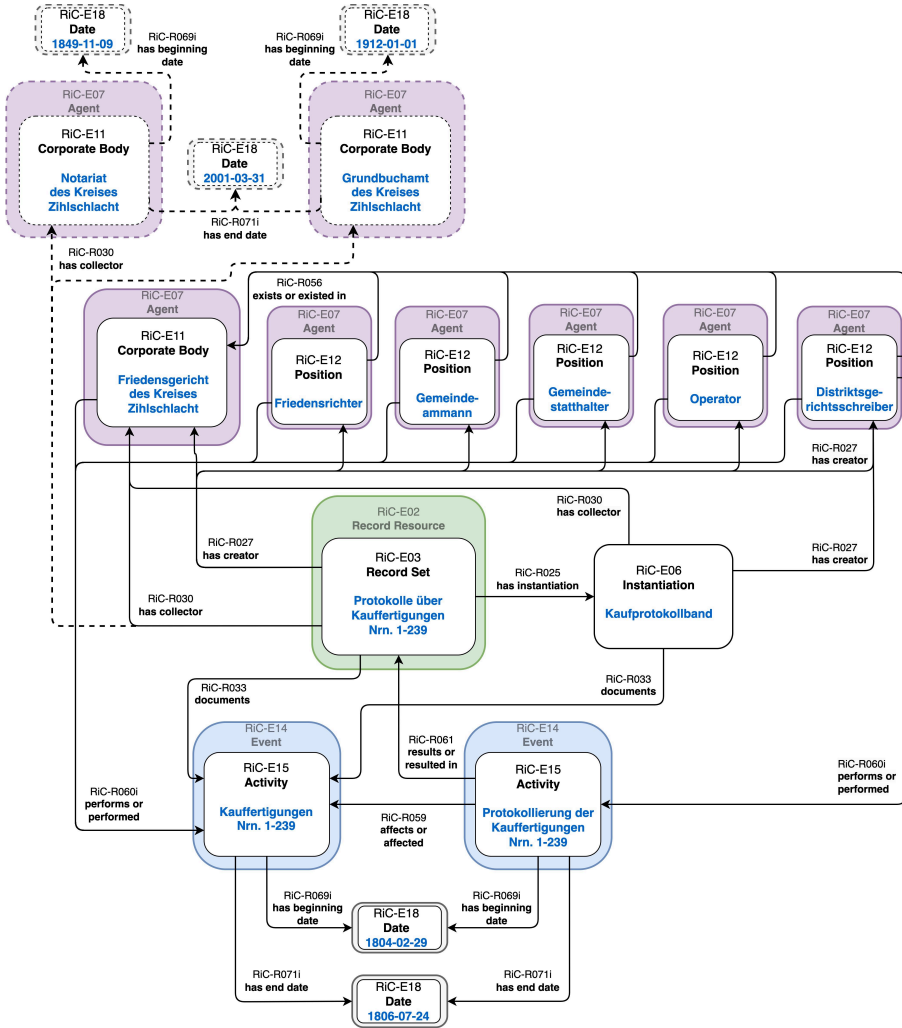 RiC-E18
Date
1849-11-09
RiC-R069i
has beginning
date
RiC-R069i
has beginning
date
RiC-E18
Date
1912-01-01
RiC-E07
Agent
RiC-E11
Corporate Body
Notariat
des Kreises
Zihlschlacht
RiC-E18
Date
2001-03-31
RiC-E07
Agent
RiC-E11
Corporate Body
Grundbuchamt
des Kreises
Zihlschlacht
RiC-R071i
has end date
RiC-R030
has collector
RiC-R056
exists or existed in
RiC-E07
Agent
RiC-E11
Corporate Body
Friedensgericht
des Kreises
Zihlschlacht
RiC-E07
Agent
RiC-E12
Position
Friedensrichter
RiC-E07
Agent
RiC-E12
Position
Gemeinde-
ammann
RiC-E07
Agent
RiC-E12
Position
Gemeinde-
statthalter
RiC-E07
Agent
RiC-E12
Position
Operator
RiC-E07
Agent
RiC-E12
Position
Distriktsge-
richtsschreiber
RiC-R027
has creator
RiC-R030
has collector
RiC-E02
Record Resource
RiC-E03
Record Set
Protokolle über
Kauffertigungen
Nrn. 1-239
RiC-R027
has creator
RiC-R030
has collector
RiC-R025
has instantiation
RiC-E06
Instantiation
Kaufprotokollband
RiC-R027
has creator
RiC-R033
documents
RiC-R033
documents
RiC-E14
Event
RiC-E15
Activity
Kauffertigungen
Nrn. 1-239
RiC-R061
results or
resulted in
RiC-E14
Event
RiC-E15
Activity
Protokollierung der
Kauffertigungen
Nrn. 1-239
RiC-R060i
performs or
performed
RiC-R060i
performs or
performed
RiC-R059
affects or
affected
RiC-R069i
has beginning
date
RiC-R069i
has beginning
date
RiC-E18
Date
1804-02-29
RiC-R071i
has end date
RiC-R071i
has end date
RiC-E18
Date
1806-07-24